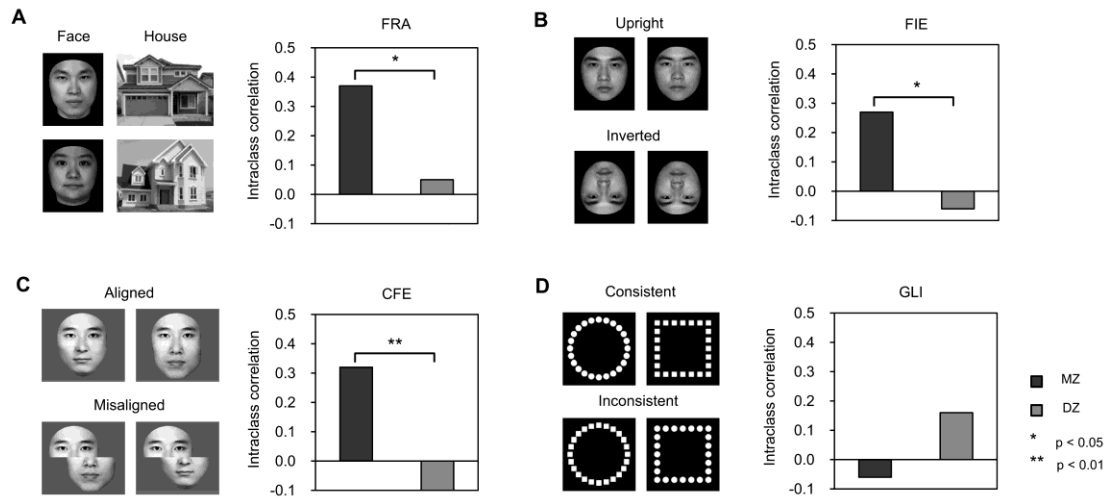 A
Face House
FRA
Intraclass correlation
0.5
0.4
0.3
0.2
0.1
0.0
-0.1
*
B
Upright
Inverted
FIE
Intraclass correlation
0.5
0.4
0.3
0.2
0.1
0.0
-0.1
*
C
Aligned
Misaligned
CFE
Intraclass correlation
0.5
0.4
0.3
0.2
0.1
0.0
-0.1
**
D
Consistent
Inconsistent
GLI
Intraclass correlation
0.5
0.4
0.3
0.2
0.1
0.0
-0.1
MZ
DZ
* p < 0.05
** p < 0.01